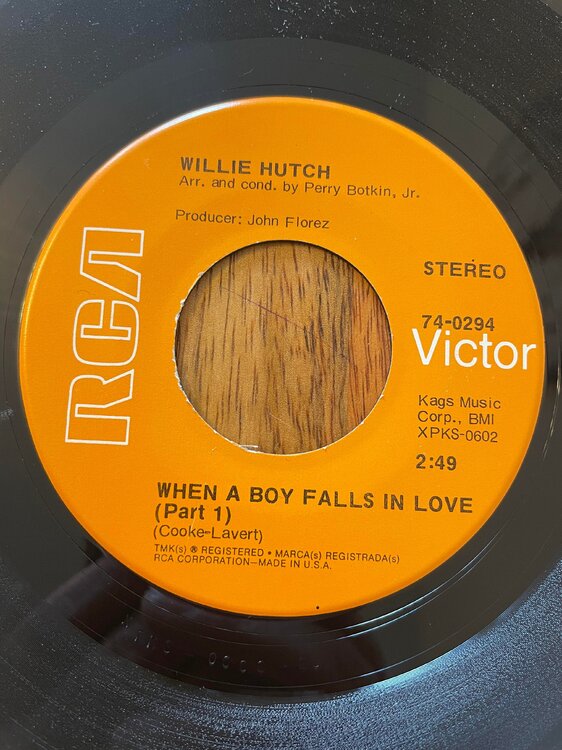 WILLIE HUTCH
Arr. and cond. by Perry Botkin, Jr.
Producer: John Florez
RCA
STEREO
74-0294
Victor
Kags Music
Corp., BMI
XPKS-0602
2:49
WHEN A BOY FALLS IN LOVE
(Part 1)
(Cooke-Lavert)
TMK(s) ® REGISTERED • MARCA(s) REGISTRADA(s)
RCA CORPORATION—MADE IN U.S.A.